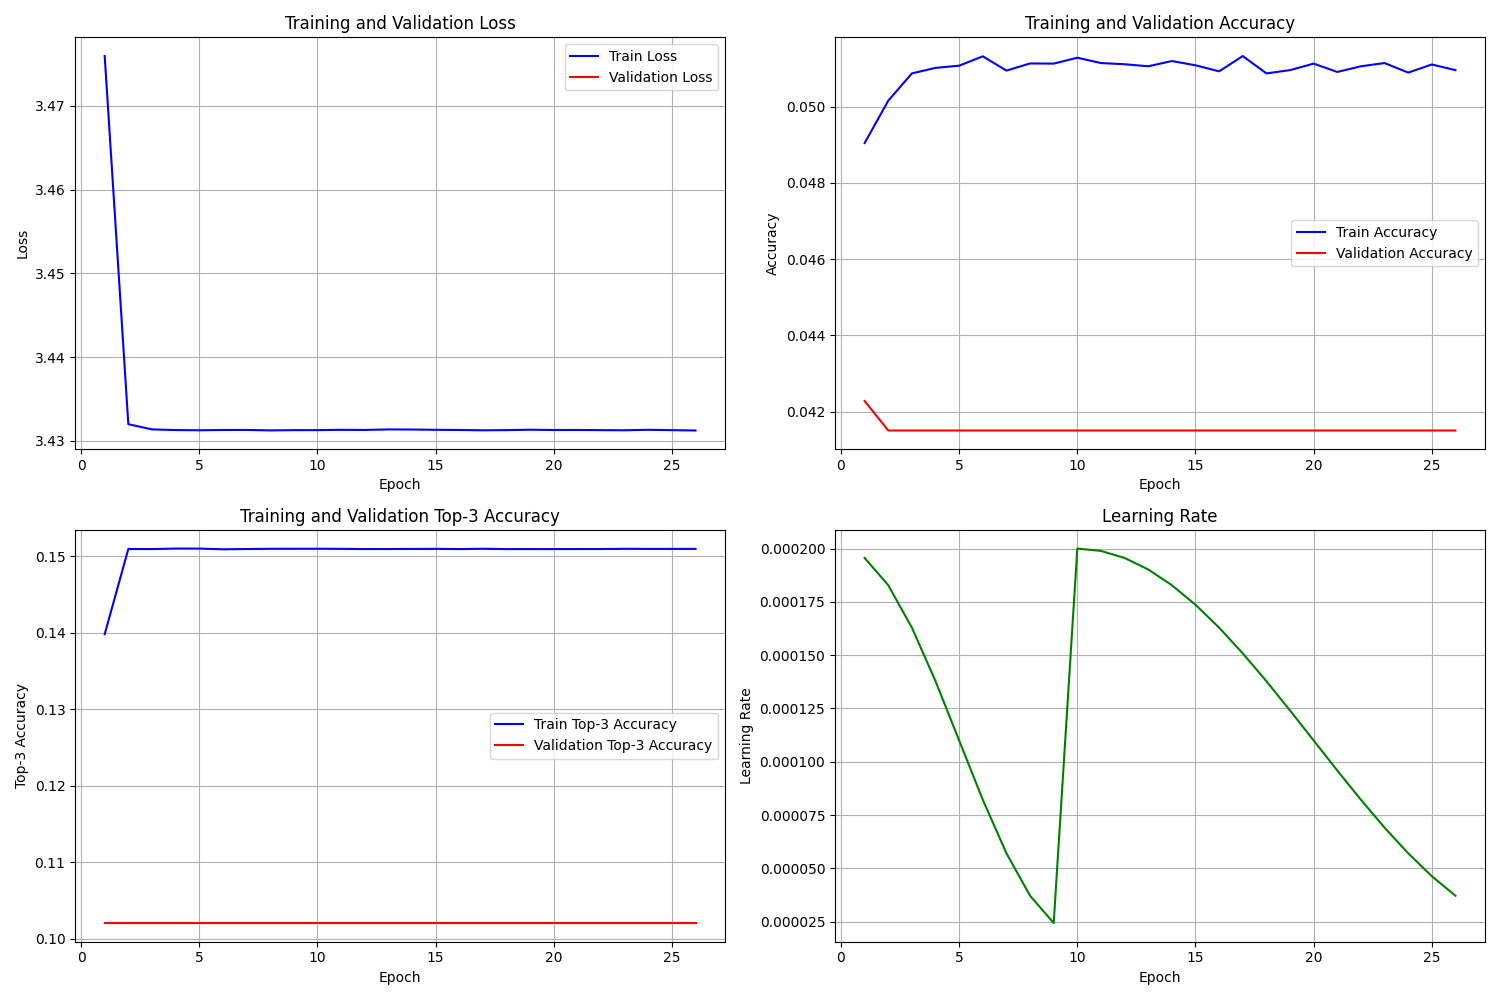 Training and Validation Loss
Train Loss
Validation Loss
3.47
3.46
3.45
3.44
3.43
Loss
0 5 10 15 20 25
Epoch
Training and Validation Accuracy
0.050
0.048
0.046
0.044
0.042
Accuracy
Train Accuracy
Validation Accuracy
0 5 10 15 20 25
Epoch
Training and Validation Top-3 Accuracy
0.15
0.14
0.13
0.12
0.11
0.10
Top-3 Accuracy
Train Top-3 Accuracy
Validation Top-3 Accuracy
0 5 10 15 20 25
Epoch
Learning Rate
0.000200
0.000175
0.000150
0.000125
0.000100
0.000075
0.000050
0.000025
Learning Rate
0 5 10 15 20 25
Epoch